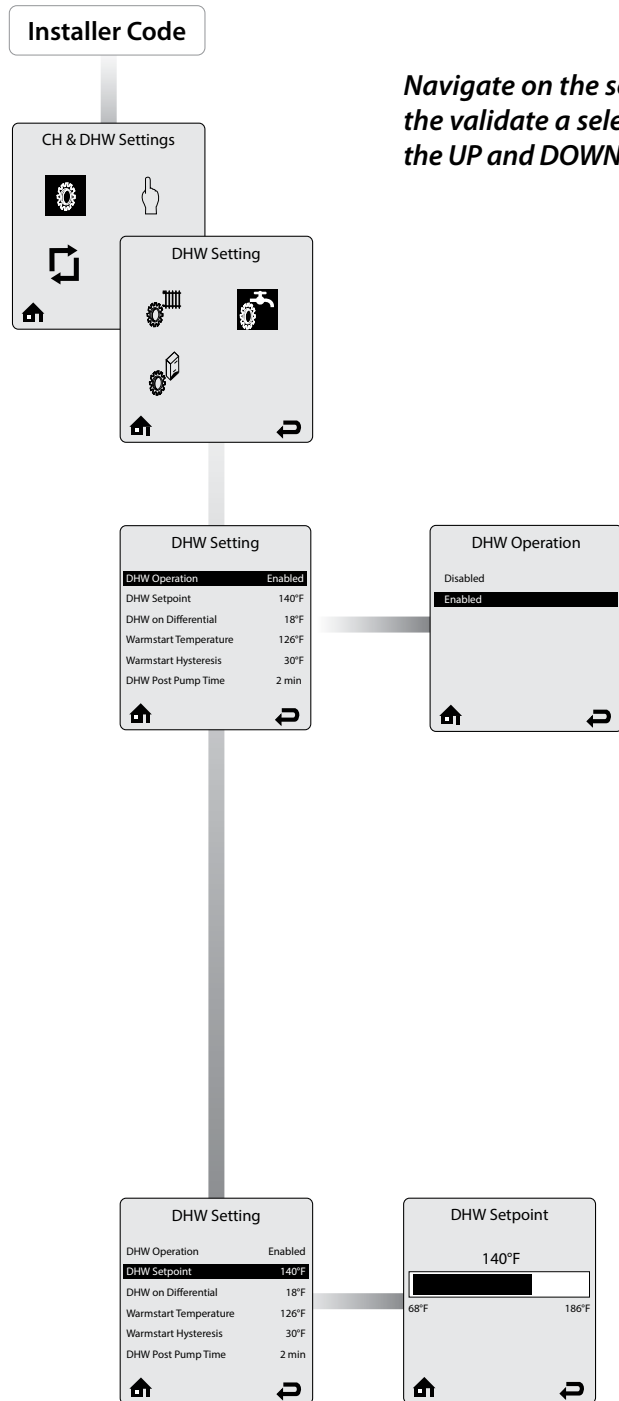 Installer Code
Navigate on the s
the validate a sele
the UP and DOWN
CH & DHW Settings
DHW Setting
DHW Setting
DHW Operation Enabled
DHW Setpoint 140°F
DHW on Differential 18°F
Warmstart Temperature 126°F
Warmstart Hysteresis 30°F
DHW Post Pump Time 2 min
DHW Operation
Disabled
Enabled
DHW Setting
DHW Operation Enabled
DHW Setpoint 140°F
DHW on Differential 18°F
Warmstart Temperature 126°F
Warmstart Hysteresis 30°F
DHW Post Pump Time 2 min
DHW Setpoint
140°F
68°F 186°F